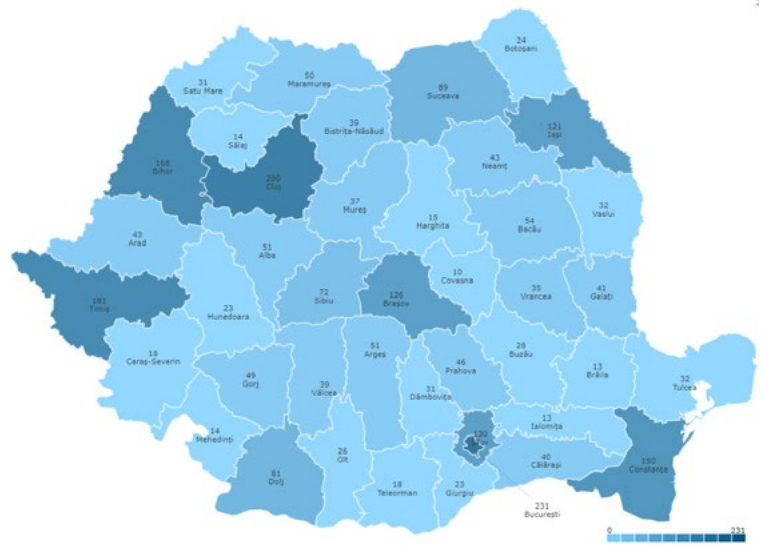 24
Botoșani
31
Satu Mare
50
Maramureș
89
Suceava
39
Bistrița-Năsăud
121
Iași
14
Sălaj
166
Bihor
200
Cluj
43
Neamț
37
Mureș
15
Harghita
54
Bacău
32
Vaslui
43
Arad
51
Alba
10
Covasna
72
Sibiu
126
Brașov
35
Vrancea
41
Galați
181
Timiș
23
Hunedoara
18
Caraș-Severin
49
Gorj
39
Vâlcea
51
Argeș
46
Prahova
28
Buzău
13
Brăila
32
Tulcea
31
Dâmbovița
14
Mehedinți
13
Ialomița
130
40
Călărași
190
Constanța
26
Olt
81
Dolj
18
Teleorman
23
Giurgiu
231
București
0 231